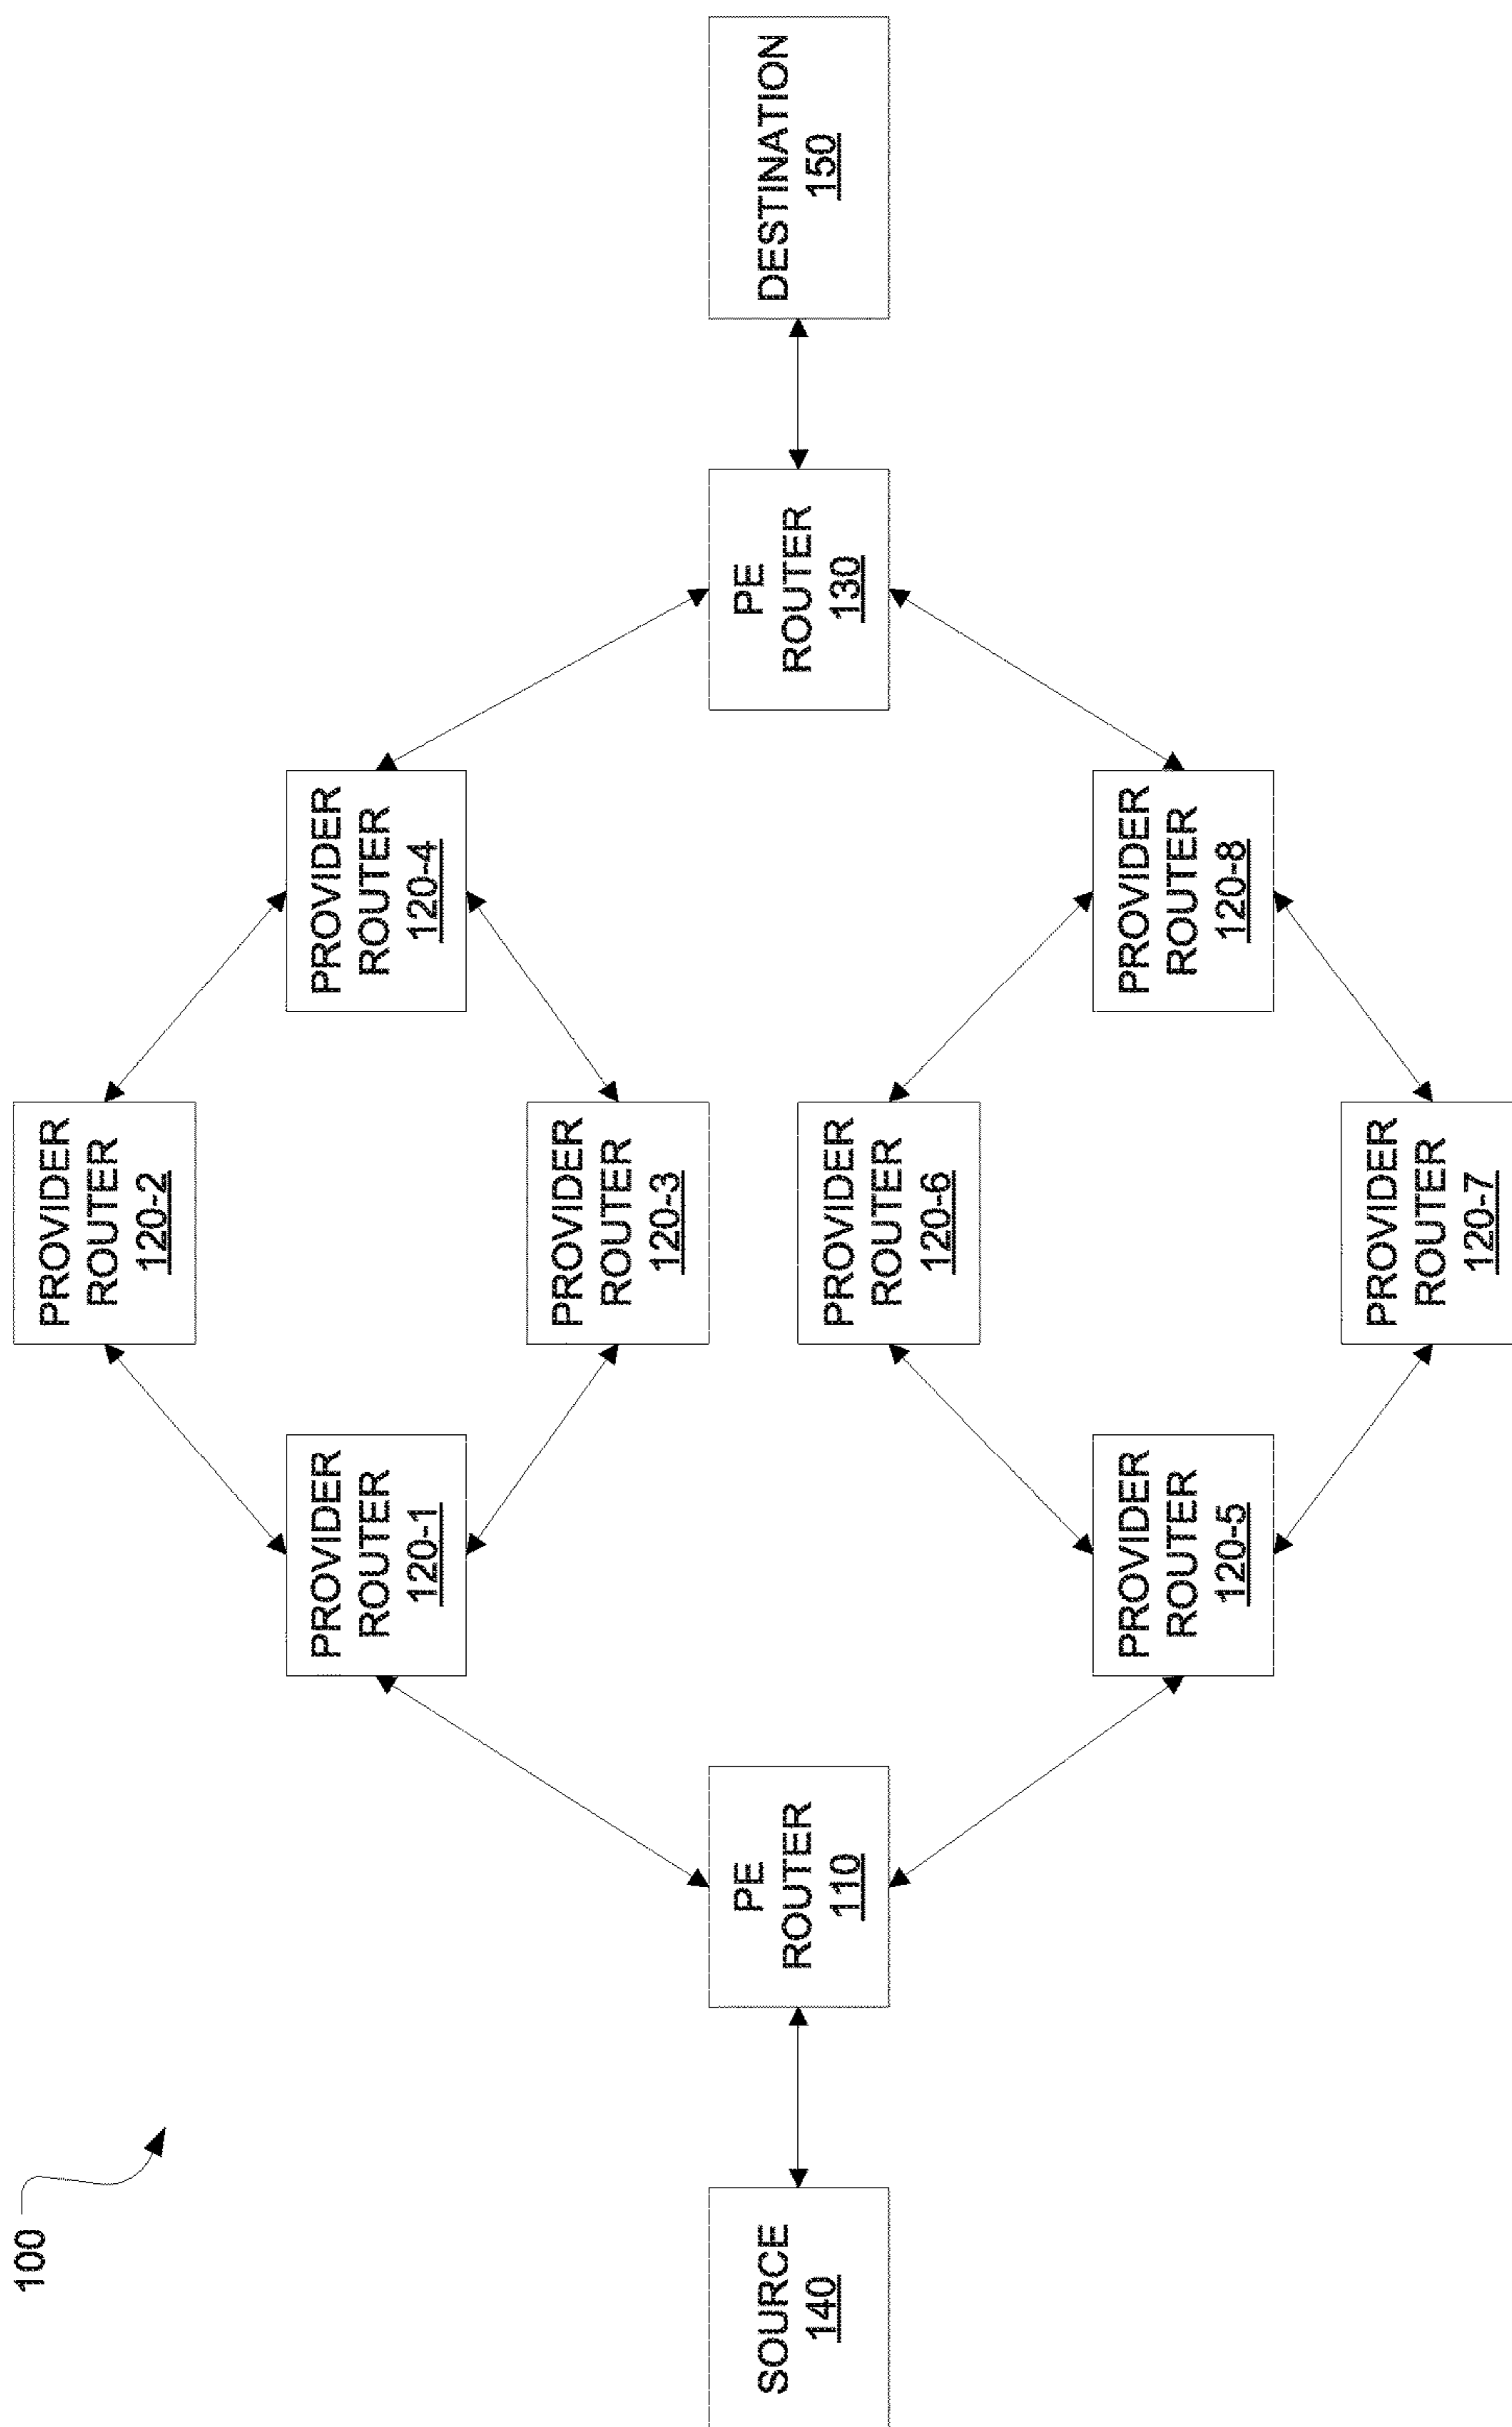 100
SOURCE
140
PE
ROUTER
110
PROVIDER
ROUTER
120-1
PROVIDER
ROUTER
120-2
PROVIDER
ROUTER
120-3
PROVIDER
ROUTER
120-4
PROVIDER
ROUTER
120-5
PROVIDER
ROUTER
120-6
PROVIDER
ROUTER
120-7
PROVIDER
ROUTER
120-8
PE
ROUTER
130
DESTINATION
150